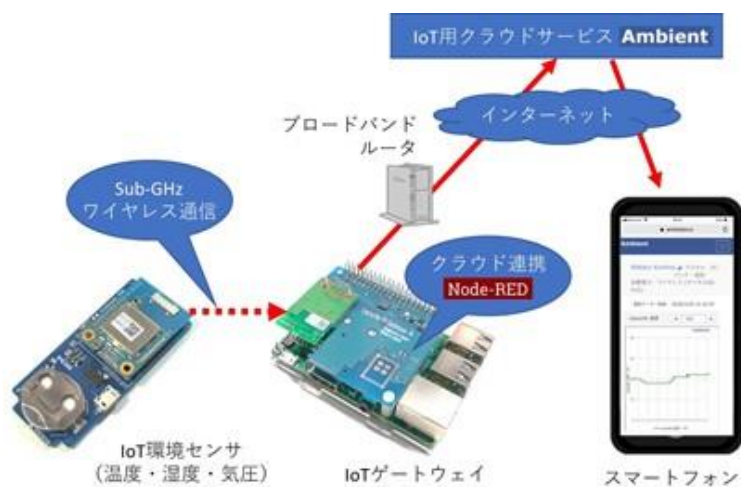 IoT用クラウドサービス Ambient
インターネット
ブロードバンド
ルータ
Sub-GHz
ワイヤレス通信
クラウド連携
Node-RED
Ambient
IoT環境センサ
（温度・湿度・気圧）
IoTゲートウェイ
スマートフォン